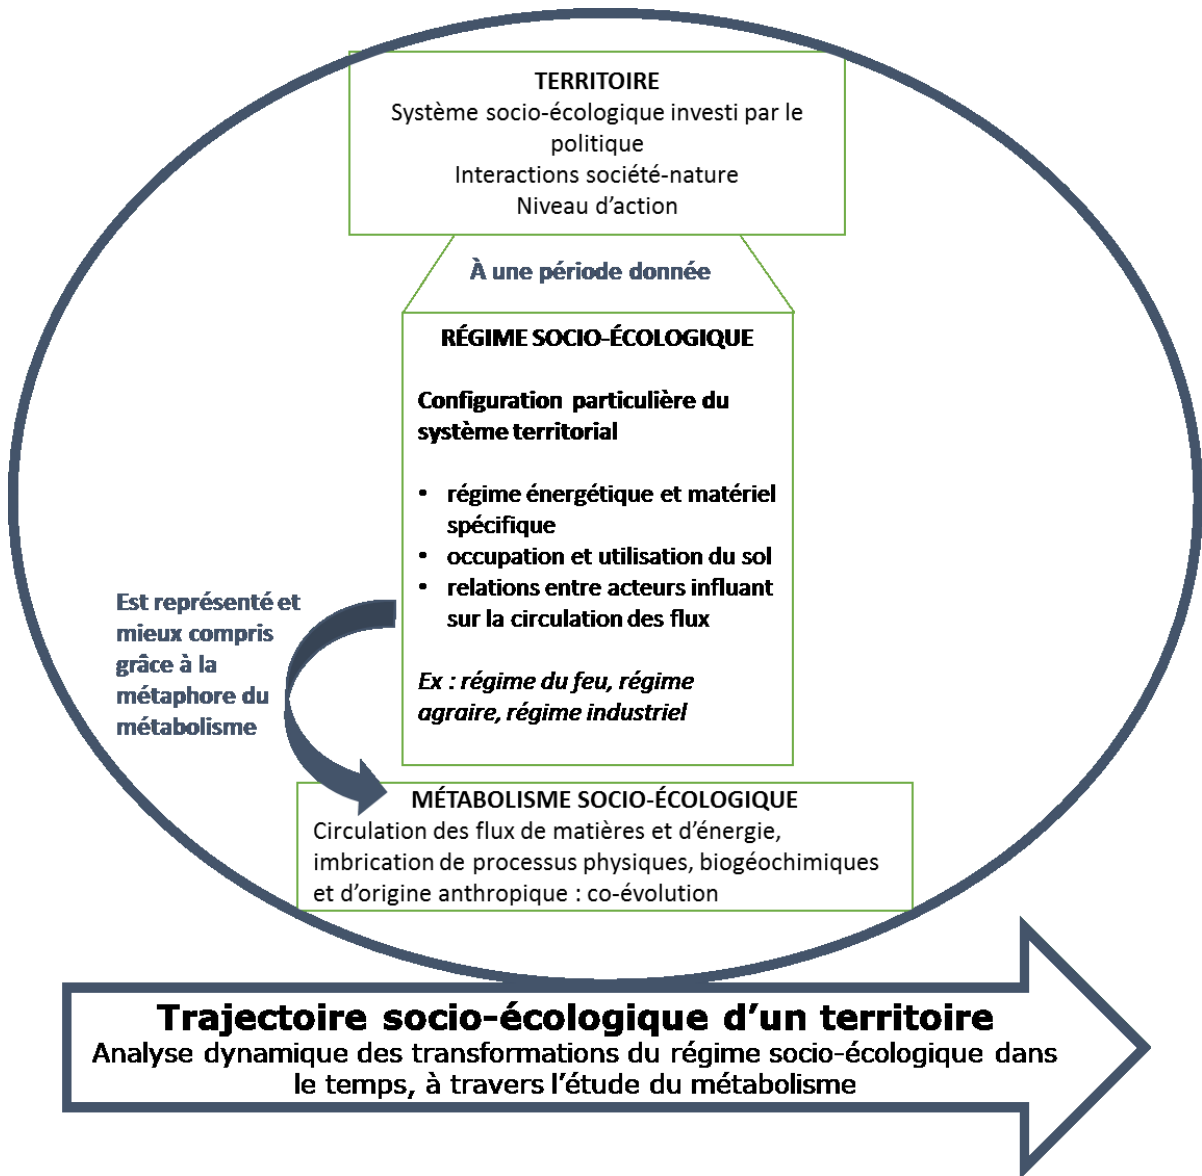 TERRITOIRE
Système socio-écologique investi par le
politique
Interactions société-nature
Niveau d’action
À une période donnée
RÉGIME SOCIO-ÉCOLOGIQUE
Configuration particulière du
système territorial
• régime énergétique et matériel
spécifique
• occupation et utilisation du sol
• relations entre acteurs influant
sur la circulation des flux
Ex : régime du feu, régime
agraire, régime industriel
Est représenté et
mieux compris
grâce à la
métaphore du
métabolisme
MÉTABOLISME SOCIO-ÉCOLOGIQUE
Circulation des flux de matières et d’énergie,
imbrication de processus physiques, biogéochimiques
et d’origine anthropique : co-évolution
Trajectoire socio-écologique d’un territoire
Analyse dynamique des transformations du régime socio-écologique dans
le temps, à travers l’étude du métabolisme